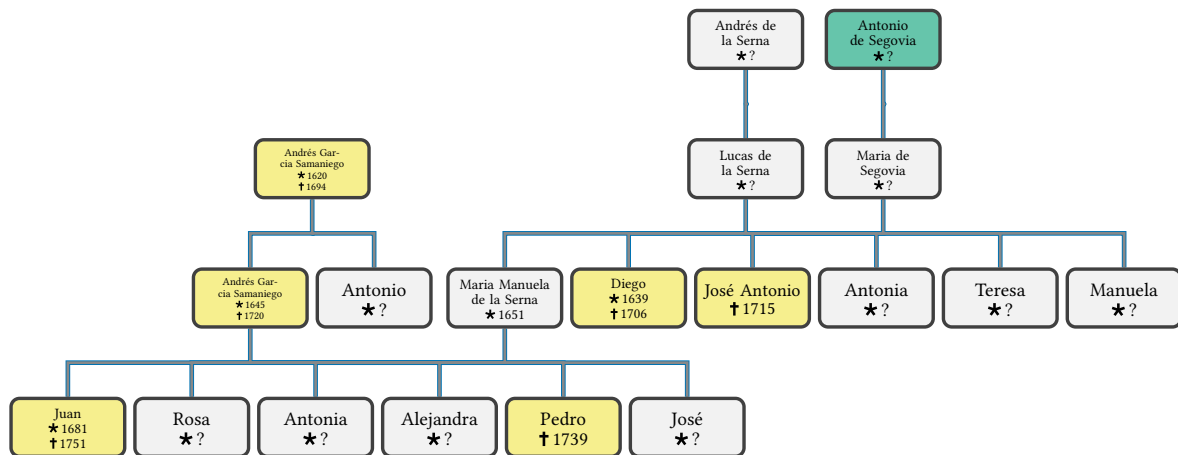 Andrés de
la Serna
★ ?
Antonio
de Segovia
★ ?
Andrés Gar-
cia Samaniego
★ 1620
✝ 1694
Lucas de
la Serna
★ ?
Maria de
Segovia
★ ?
Andrés Gar-
cia Samaniego
★ 1645
✝ 1720
Antonio
★ ?
Maria Manuela
de la Serna
★ 1651
Diego
★ 1639
✝ 1706
José Antonio
✝ 1715
Antonia
★ ?
Teresa
★ ?
Manuela
★ ?
Juan
★ 1681
✝ 1751
Rosa
★ ?
Antonia
★ ?
Alejandra
★ ?
Pedro
✝ 1739
José
★ ?